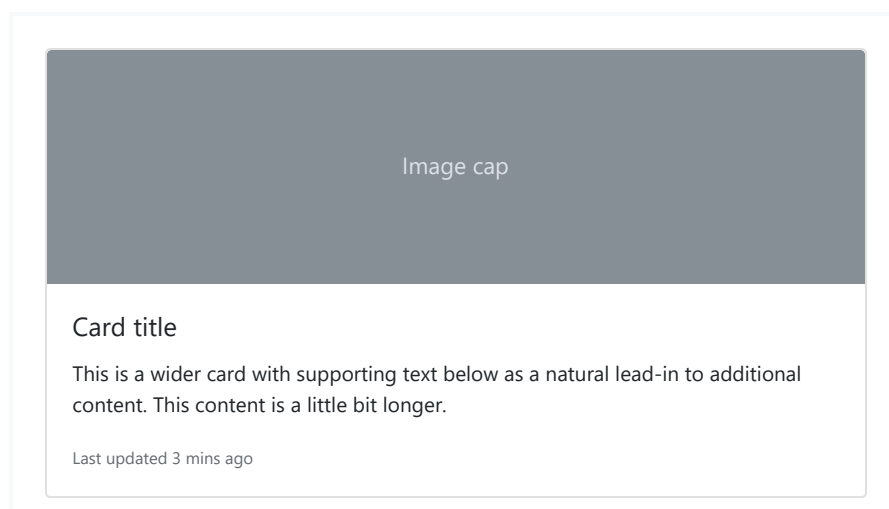 Image cap
Card title
This is a wider card with supporting text below as a natural lead-in to additional
content. This content is a little bit longer.
Last updated 3 mins ago